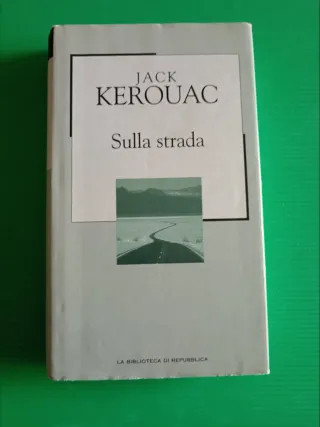 JACK
KEROUAC
Sulla strada
LA BIBLIOTECA DI REPUBBLICA